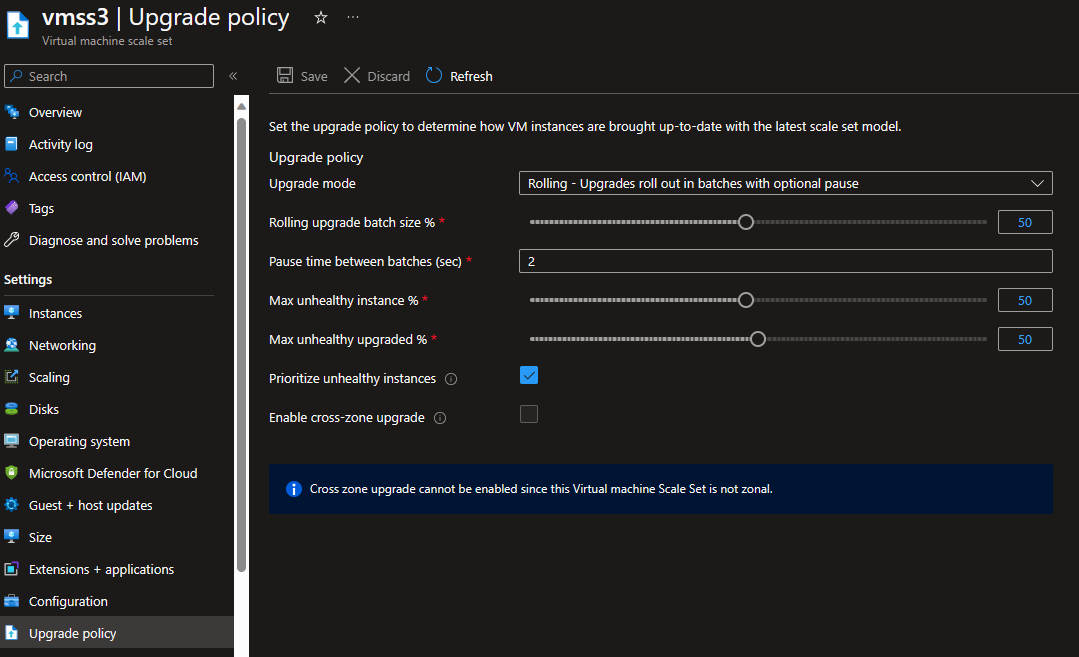 vmss3 | Upgrade policy
Virtual machine scale set
Search
Overview
Activity log
Access control (IAM)
Tags
Diagnose and solve problems
Settings
Instances
Networking
Scaling
Disks
Operating system
Microsoft Defender for Cloud
Guest + host updates
Size
Extensions + applications
Configuration
Upgrade policy
Save Discard Refresh
Set the upgrade policy to determine how VM instances are brought up-to-date with the latest scale set model.
Upgrade policy
Upgrade mode Rolling - Upgrades roll out in batches with optional pause
Rolling upgrade batch size % * 50
Pause time between batches (sec) * 2
Max unhealthy instance % * 50
Max unhealthy upgraded % * 50
Prioritize unhealthy instances
Enable cross-zone upgrade
Cross zone upgrade cannot be enabled since this Virtual machine Scale Set is not zonal.